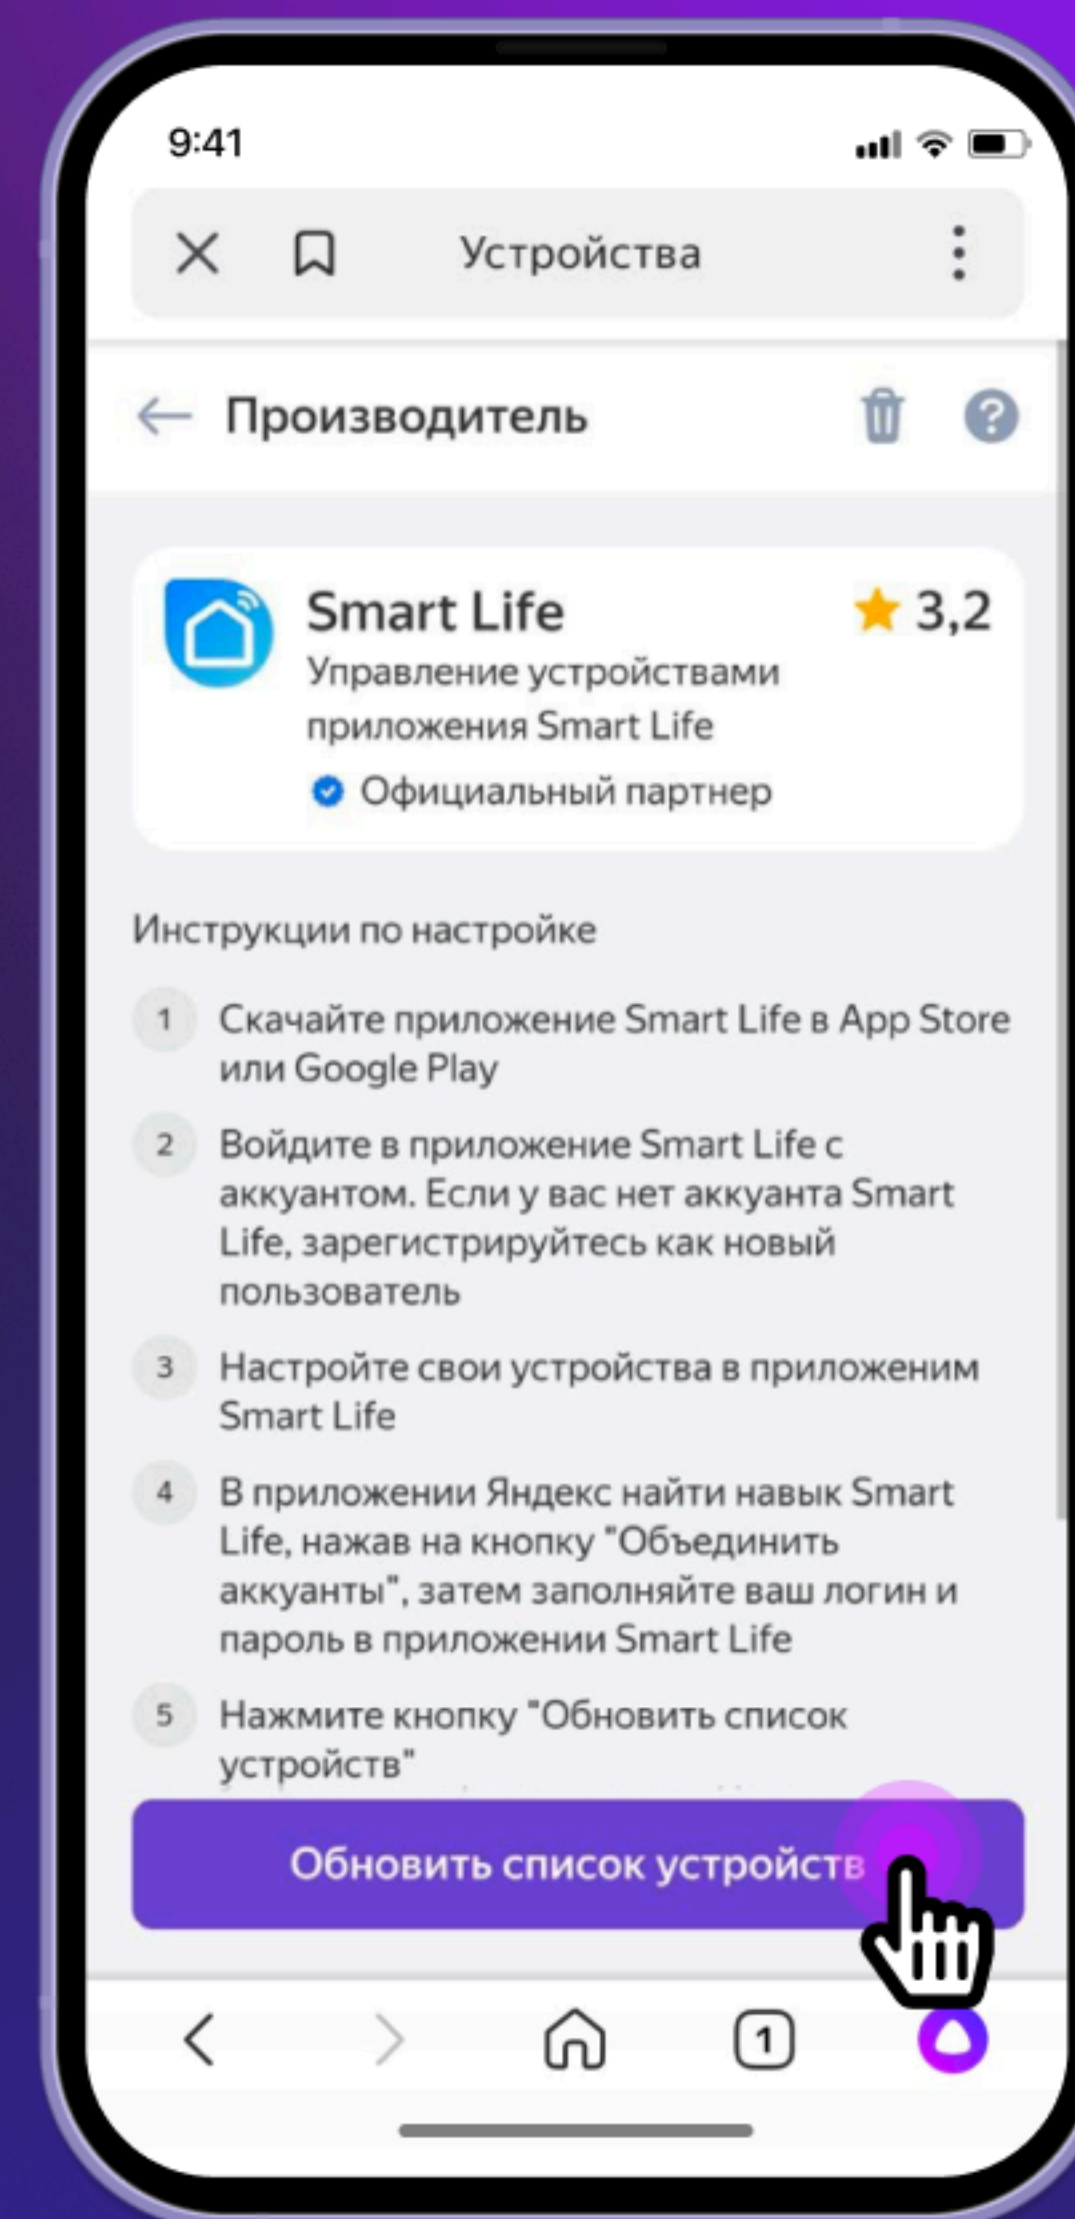 9:41
Устройства
Производитель
Smart Life
3,2
Управление устройствами
приложения Smart Life
Официальный партнер
Инструкции по настройке
1 Скачайте приложение Smart Life в App Store
или Google Play
2 Войдите в приложение Smart Life с
аккуантом. Если у вас нет аккуанта Smart
Life, зарегистрируйтесь как новый
пользователь
3 Настройте свои устройства в приложеним
Smart Life
4 В приложении Яндекс найти навык Smart
Life, нажав на кнопку "Объединить
аккуанты", затем заполняйте ваш логин и
пароль в приложении Smart Life
5 Нажмите кнопку "Обновить список
устройств"
Обновить список устройств
1